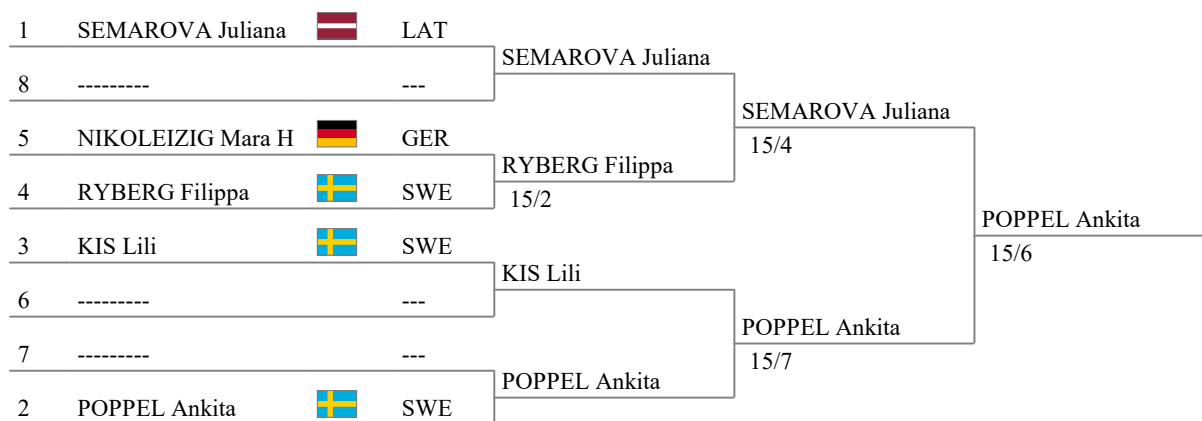 1 SEMAROVA Juliana LAT
SEMAROVA Juliana
8 --------- ---
SEMAROVA Juliana
15/4
5 NIKOLEIZIG Mara H GER
RYBERG Filippa
15/2
4 RYBERG Filippa SWE
POPPEL Ankita
15/6
3 KIS Lili SWE
KIS Lili
6 --------- ---
POPPEL Ankita
15/7
7 --------- ---
POPPEL Ankita
2 POPPEL Ankita SWE